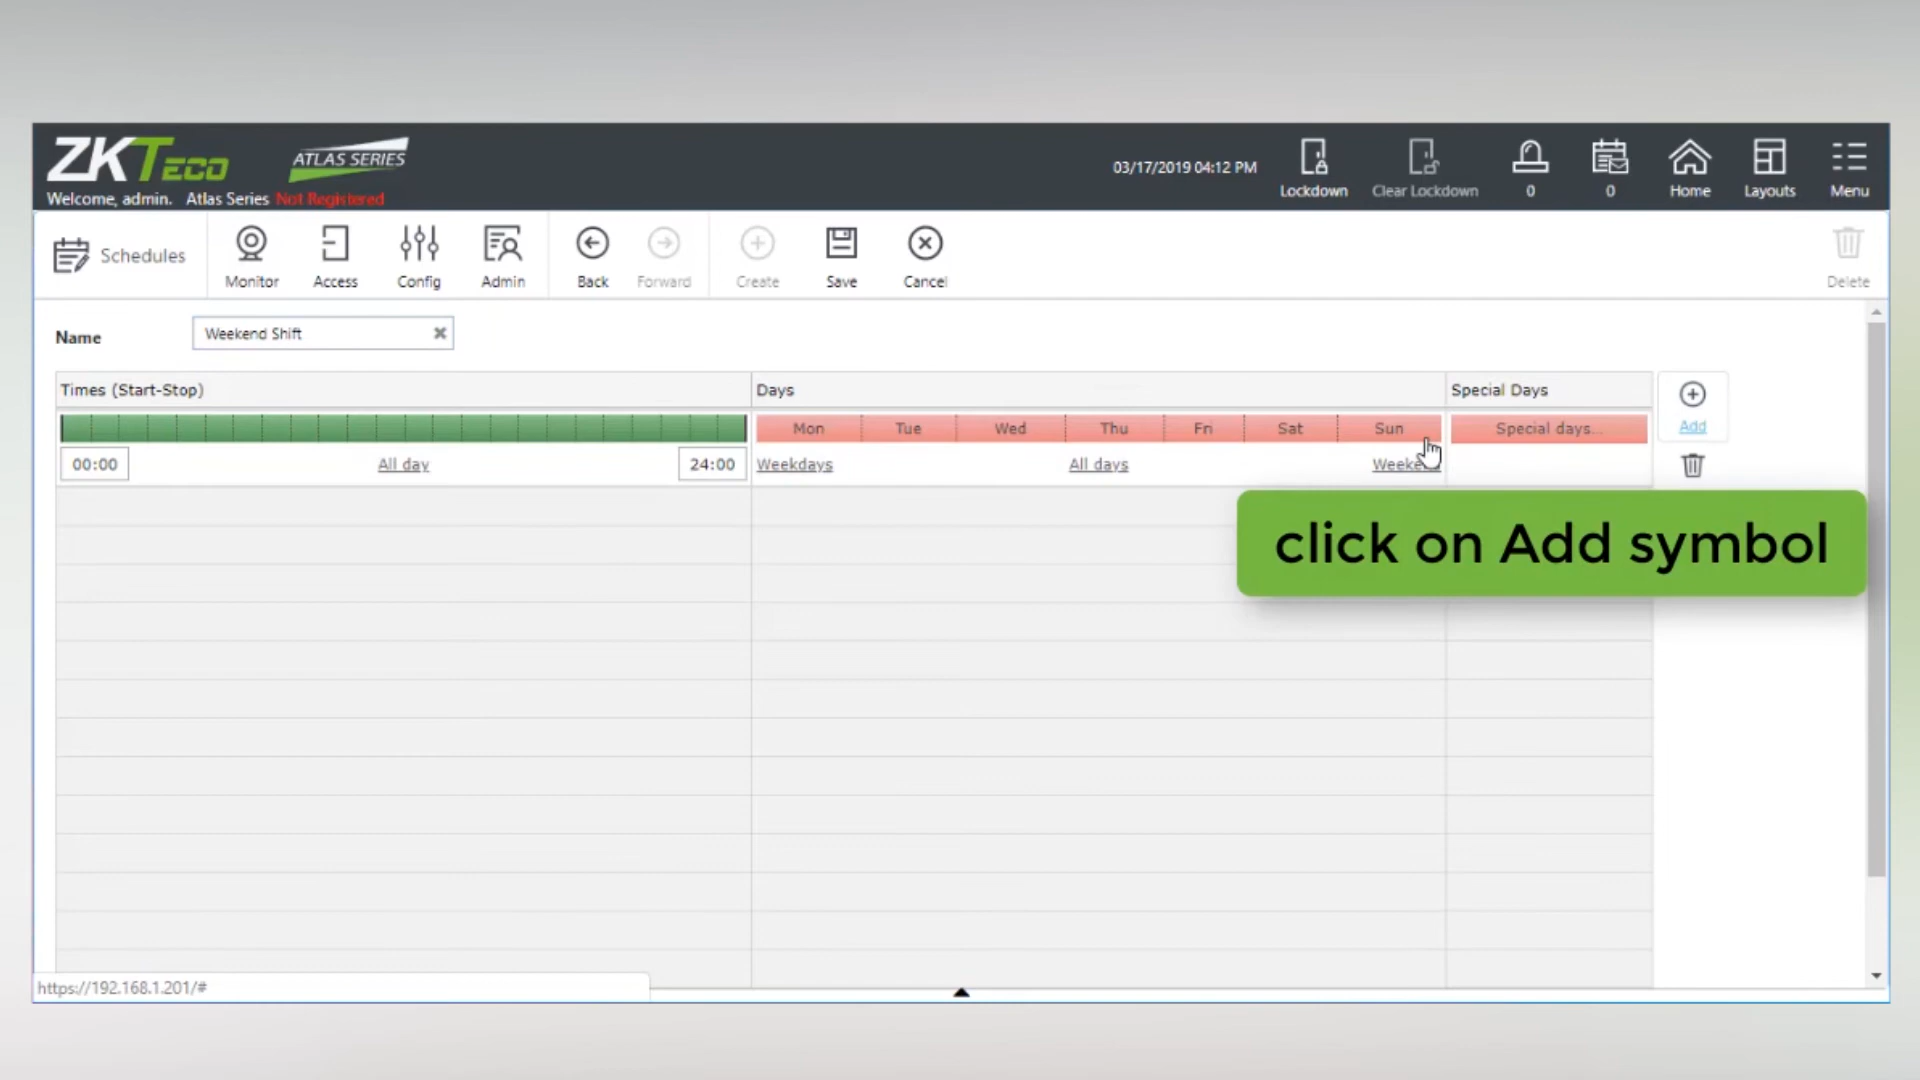 ZKTeco
ATLAS SERIES
Welcome, admin. Atlas Series Not Registered
03/17/2019 04:12 PM
Lockdown
Clear Lockdown
0
0
Home
Layouts
Menu
Schedules
Monitor
Access
Config
Admin
Back
Forward
Create
Save
Cancel
Delete
Name
Weekend Shift
Times (Start-Stop)
Days
Special Days
Mon Tue Wed Thu Fri Sat Sun
Special days...
Add
00:00
All day
24:00
Weekdays
All days
click on Add symbol
https://192.168.1.201/#